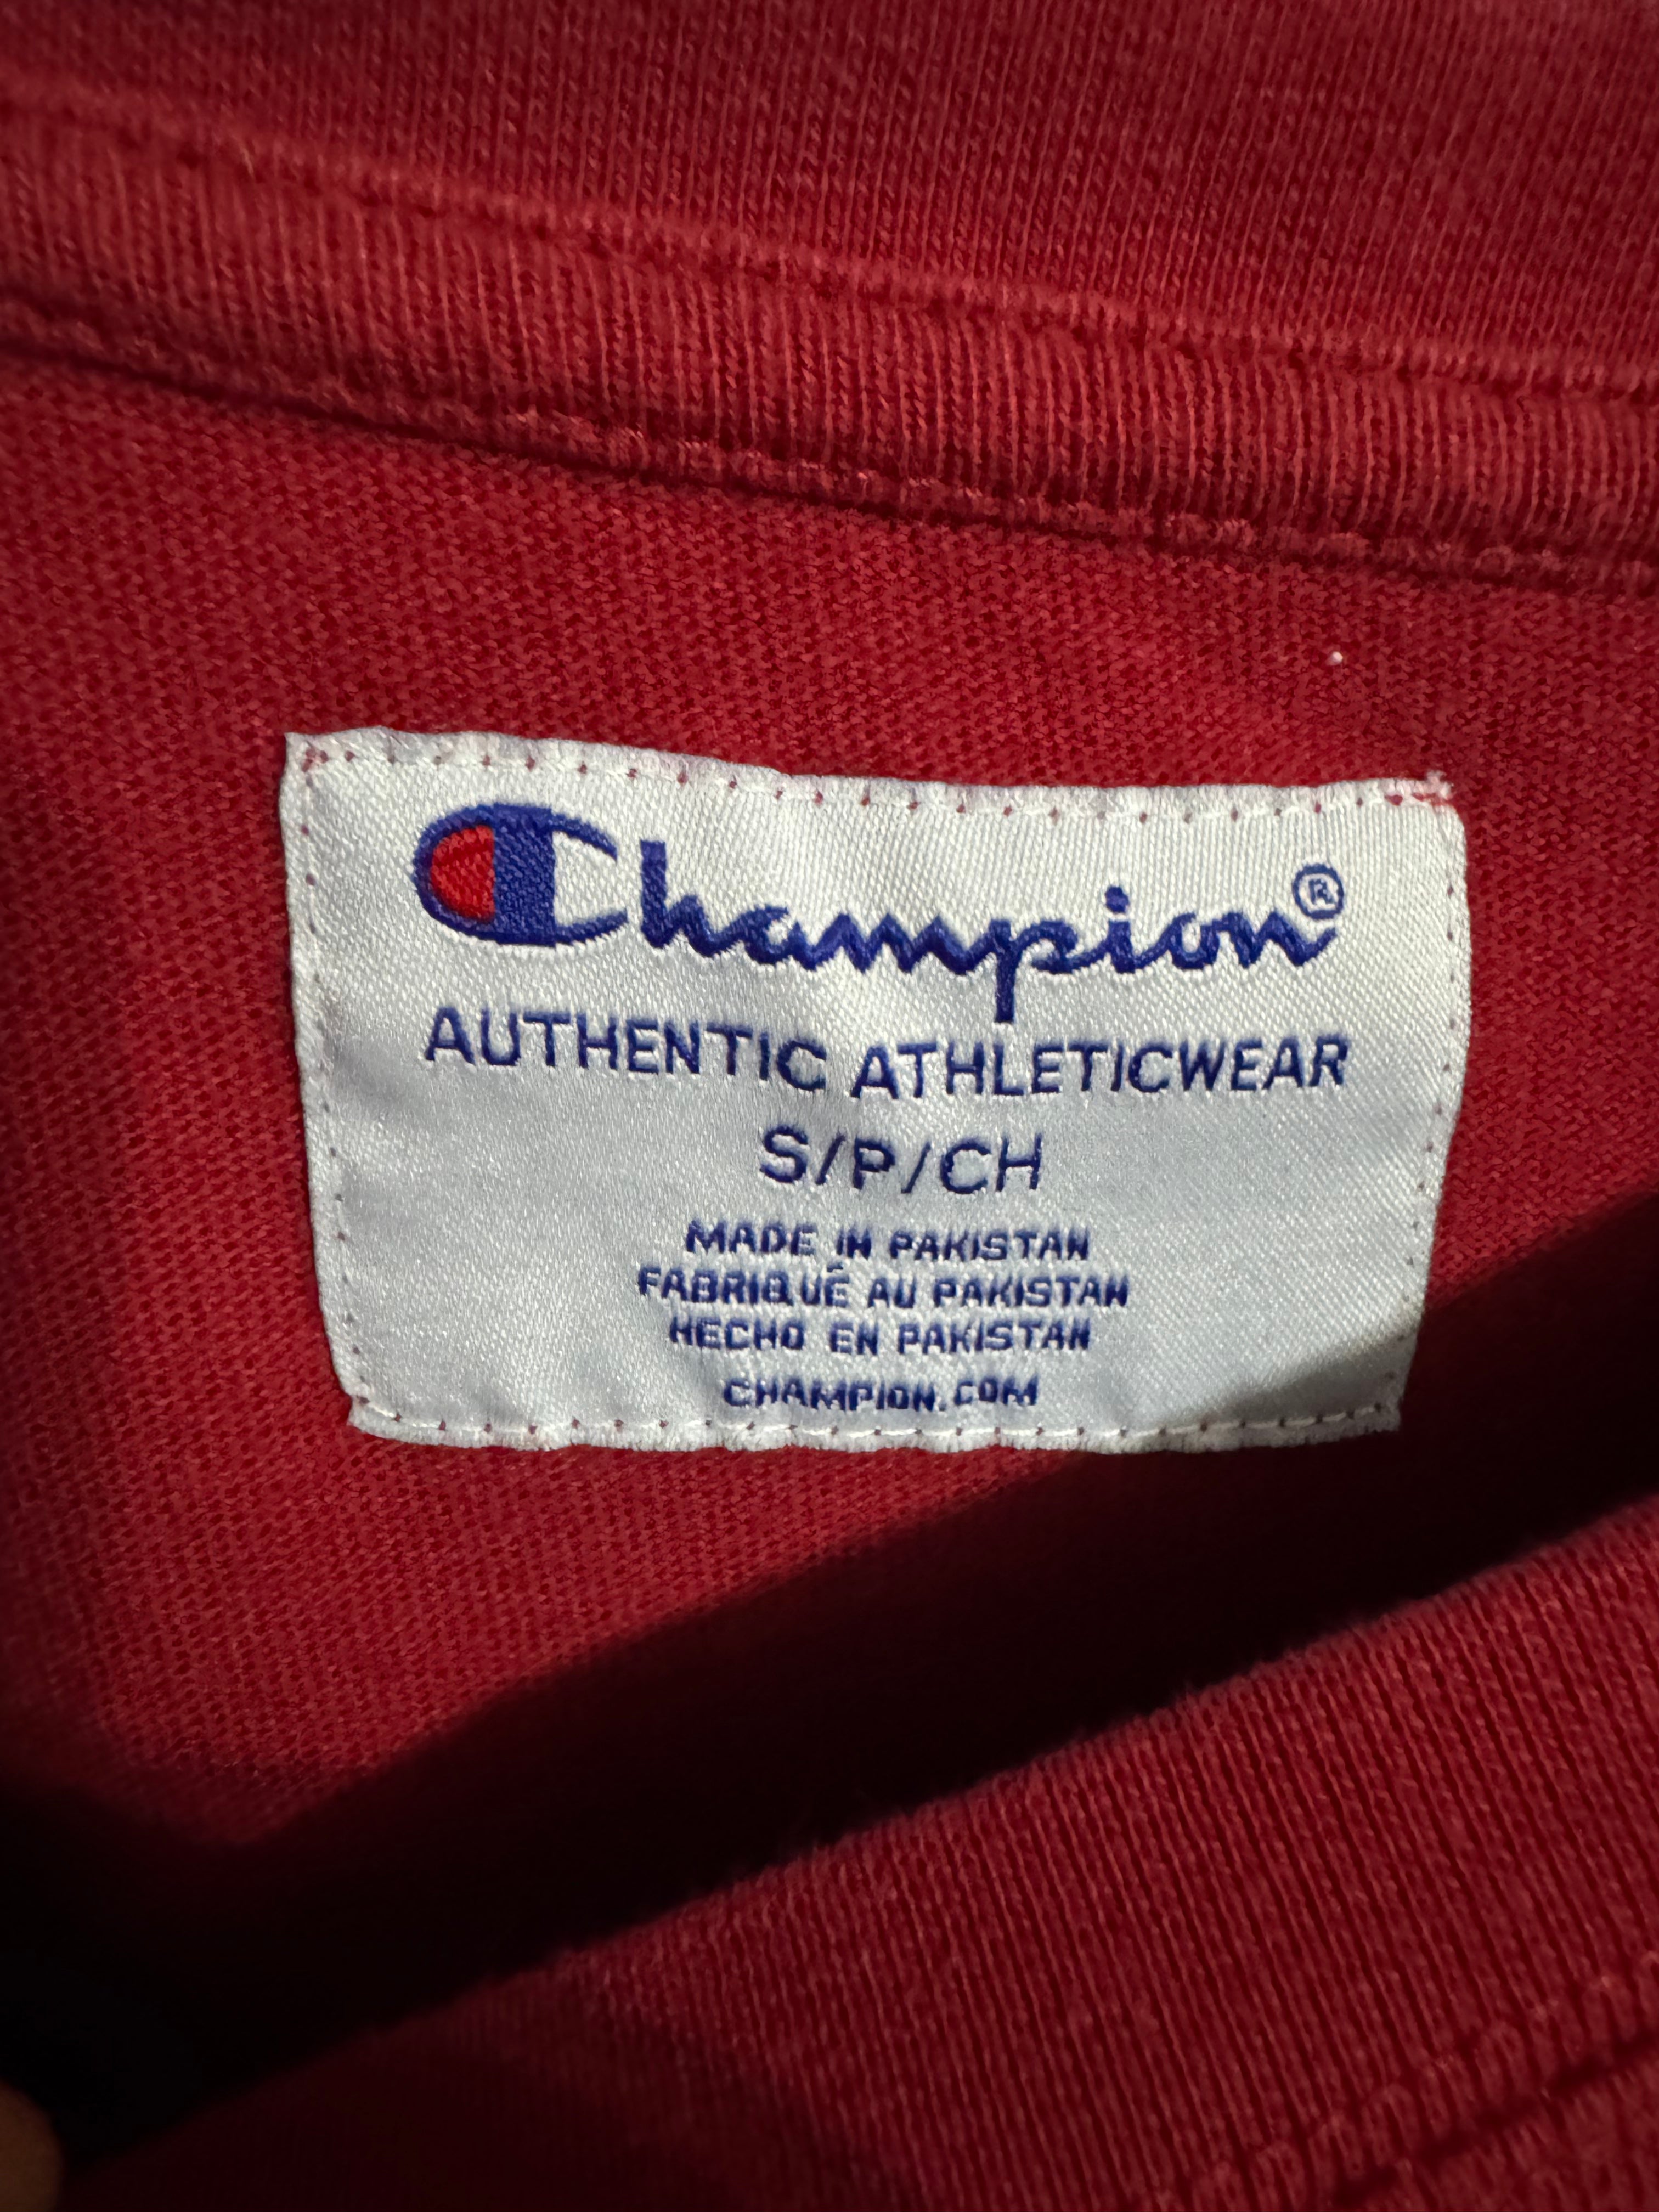 Champion®
AUTHENTIC ATHLETICWEAR
S/P/CH
MADE IN PAKISTAN
FABRIQUÉ AU PAKISTAN
HECHO EN PAKISTAN
CHAMPION.COM